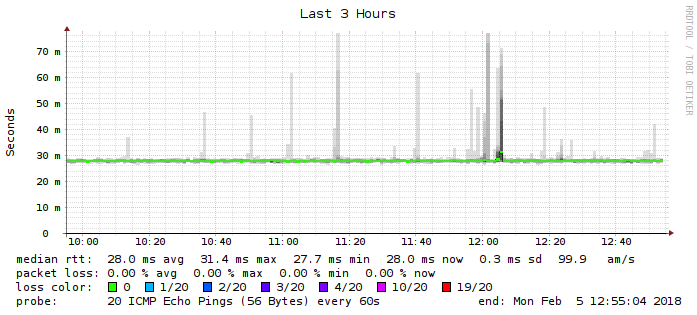 Last 3 Hours
RRDTOOL / TOBI OETIKER
Seconds
70 m
60 m
50 m
40 m
30 m
20 m
10 m
0
10:00 10:20 10:40 11:00 11:20 11:40 12:00 12:20 12:40
median rtt: 28.0 ms avg 31.4 ms max 27.7 ms min 28.0 ms now 0.3 ms sd 99.9 am/s
packet loss: 0.00 % avg 0.00 % max 0.00 % min 0.00 % now
loss color: 0 1/20 2/20 3/20 4/20 10/20 19/20
probe: 20 ICMP Echo Pings (56 Bytes) every 60s end: Mon Feb 5 12:55:04 2018